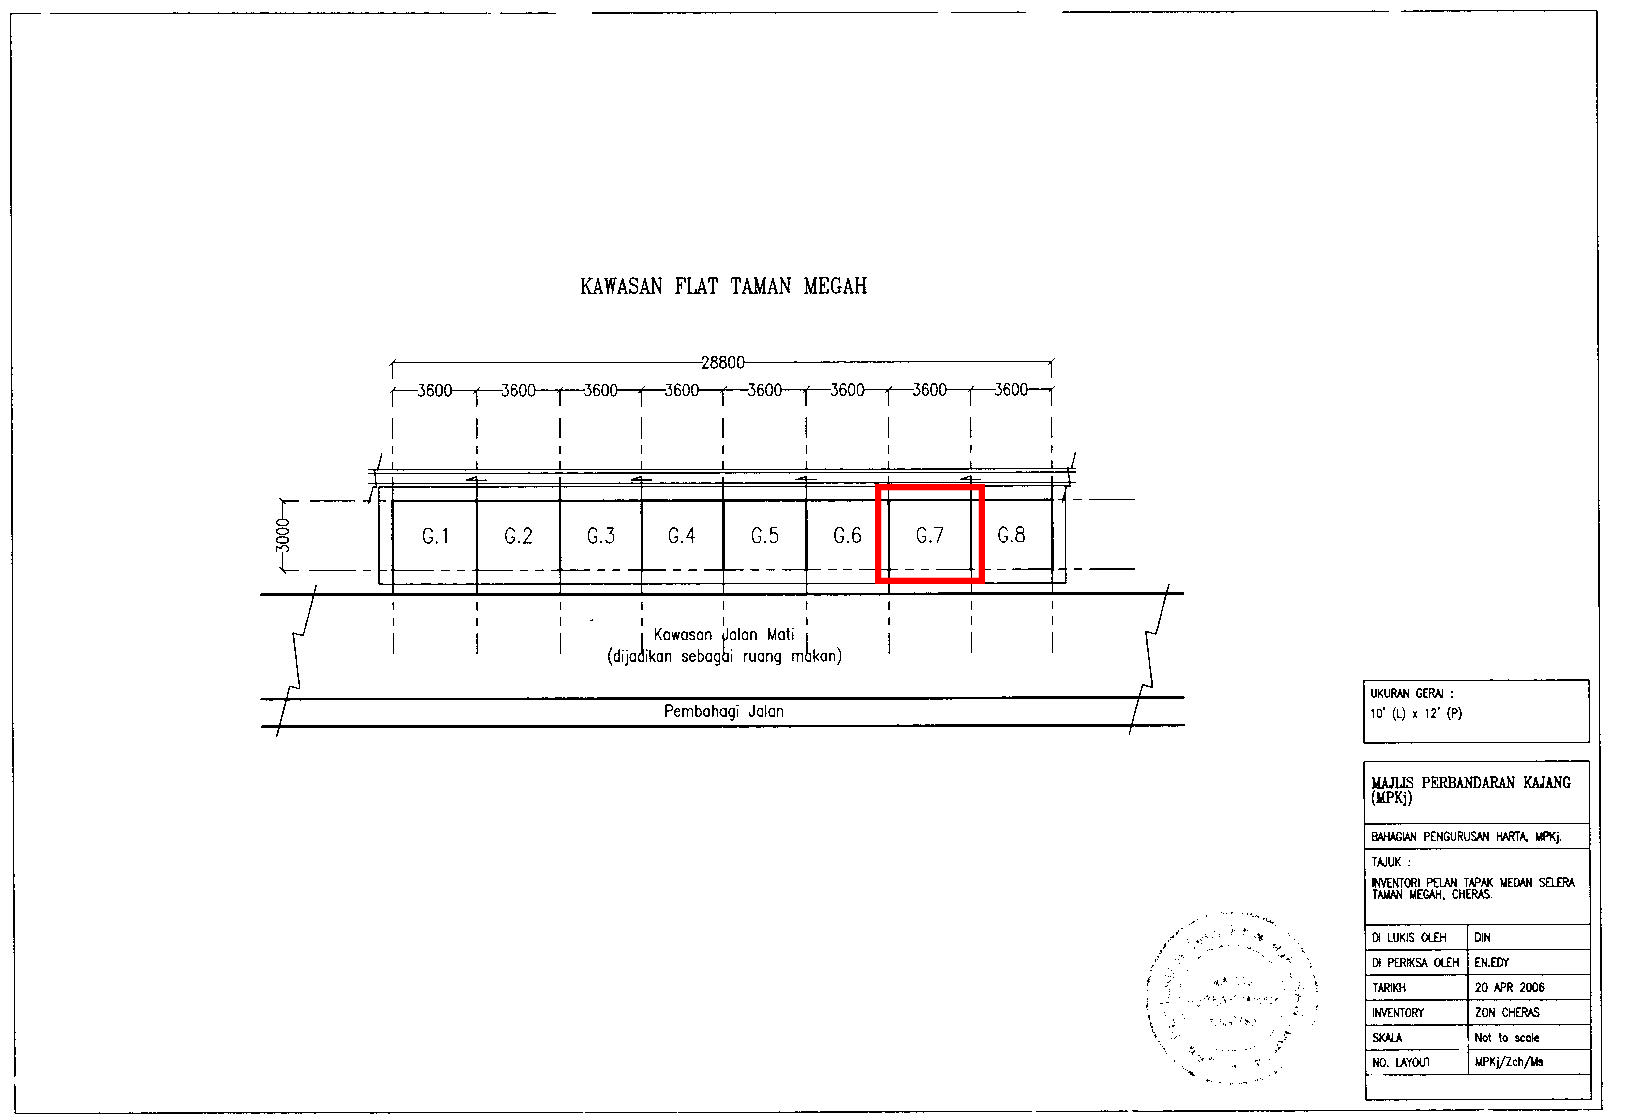 KAWASAN FLAT TAMAN MEGAH
28800
3600 3600 3600 3600 3600 3600 3600 3600
3000
G.1 G.2 G.3 G.4 G.5 G.6 G.7 G.8
Kawasan Jalan Mati
(dijadikan sebagai ruang makan)
Pembahagi Jalan
UKURAN GERAI :
10' (L) x 12' (P)
MAJLIS PERBANDARAN KAJANG
(MPKj)
BAHAGIAN PENGURUSAN HARTA, MPKj.
TAJUK :
INVENTORI PELAN TAPAK MEDAN SELERA
TAMAN MEGAH, CHERAS.
DI LUKIS OLEH DIN
DI PERIKSA OLEH EN.EDY
TARIKH 20 APR 2006
INVENTORY ZON CHERAS
SKALA Not to scale
NO. LAYOUT MPKj/Zch/Ms